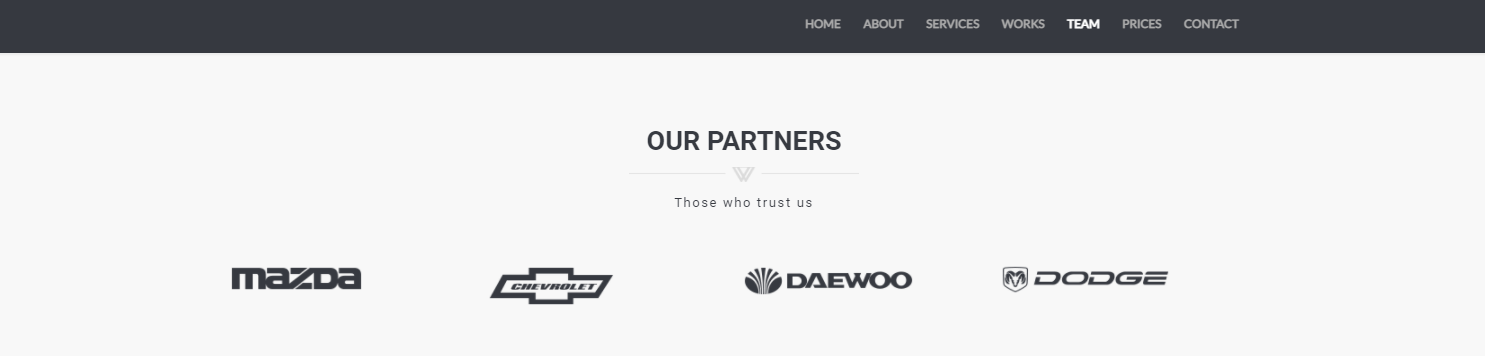 HOME ABOUT SERVICES WORKS TEAM PRICES CONTACT
OUR PARTNERS
Those who trust us
mazda CHEVROLET DAEWOO DODGE